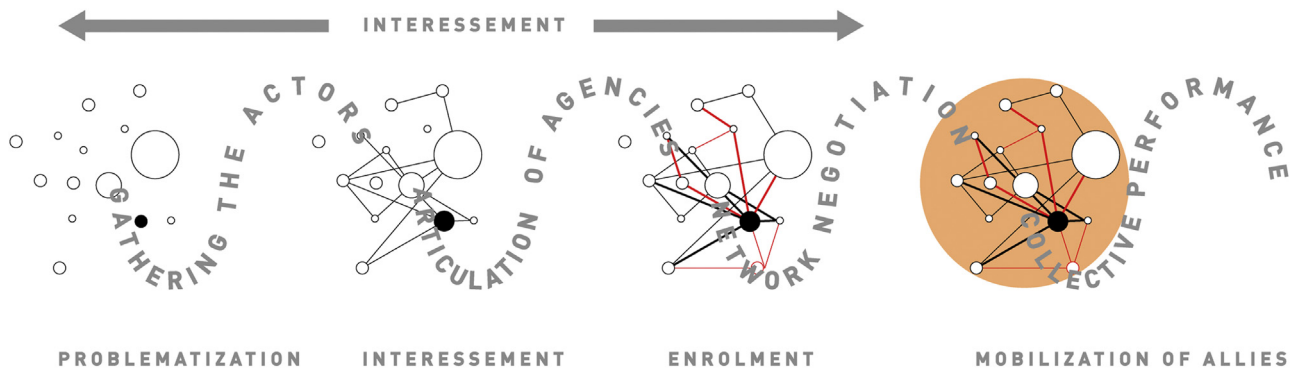 INTERESSEMENT
GATHERING THE ACTORS
ARTICULATION OF AGENCIES
NETWORK NEGOTIATION
COLLECTIVE PERFORMANCE
PROBLEMATIZATION
INTERESSEMENT
ENROLMENT
MOBILIZATION OF ALLIES